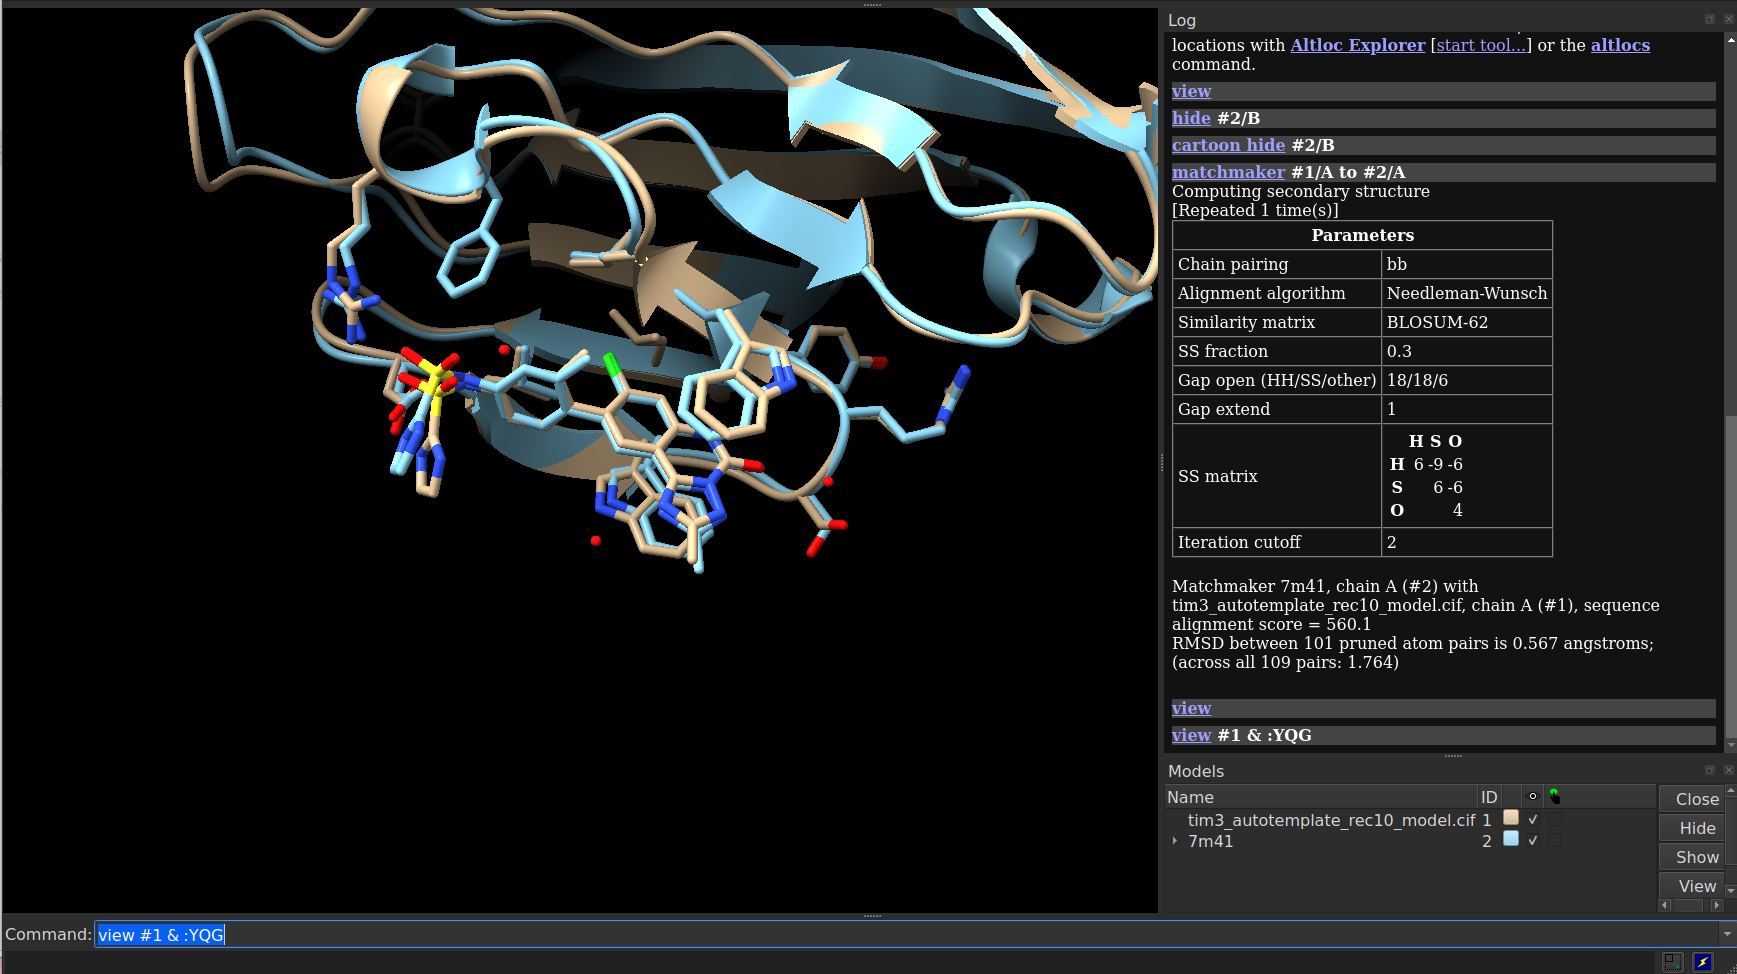 Log
locations with Altloc Explorer [start tool...] or the altlocs
command.
view
hide #2/B
cartoon hide #2/B
matchmaker #1/A to #2/A
Computing secondary structure
[Repeated 1 time(s)]
Parameters
Chain pairing bb
Alignment algorithm Needleman-Wunsch
Similarity matrix BLOSUM-62
SS fraction 0.3
Gap open (HH/SS/other) 18/18/6
Gap extend 1
SS matrix
H S O
H 6 -9 -6
S 6 -6
O 4
Iteration cutoff 2
Matchmaker 7m41, chain A (#2) with
tim3_autotemplate_rec10_model.cif, chain A (#1), sequence
alignment score = 560.1
RMSD between 101 pruned atom pairs is 0.567 angstroms;
(across all 109 pairs: 1.764)
view
view #1 & :YQG
Models
Name ID
tim3_autotemplate_rec10_model.cif 1
7m41 2
Close
Hide
Show
View
Command: view #1 & :YQG